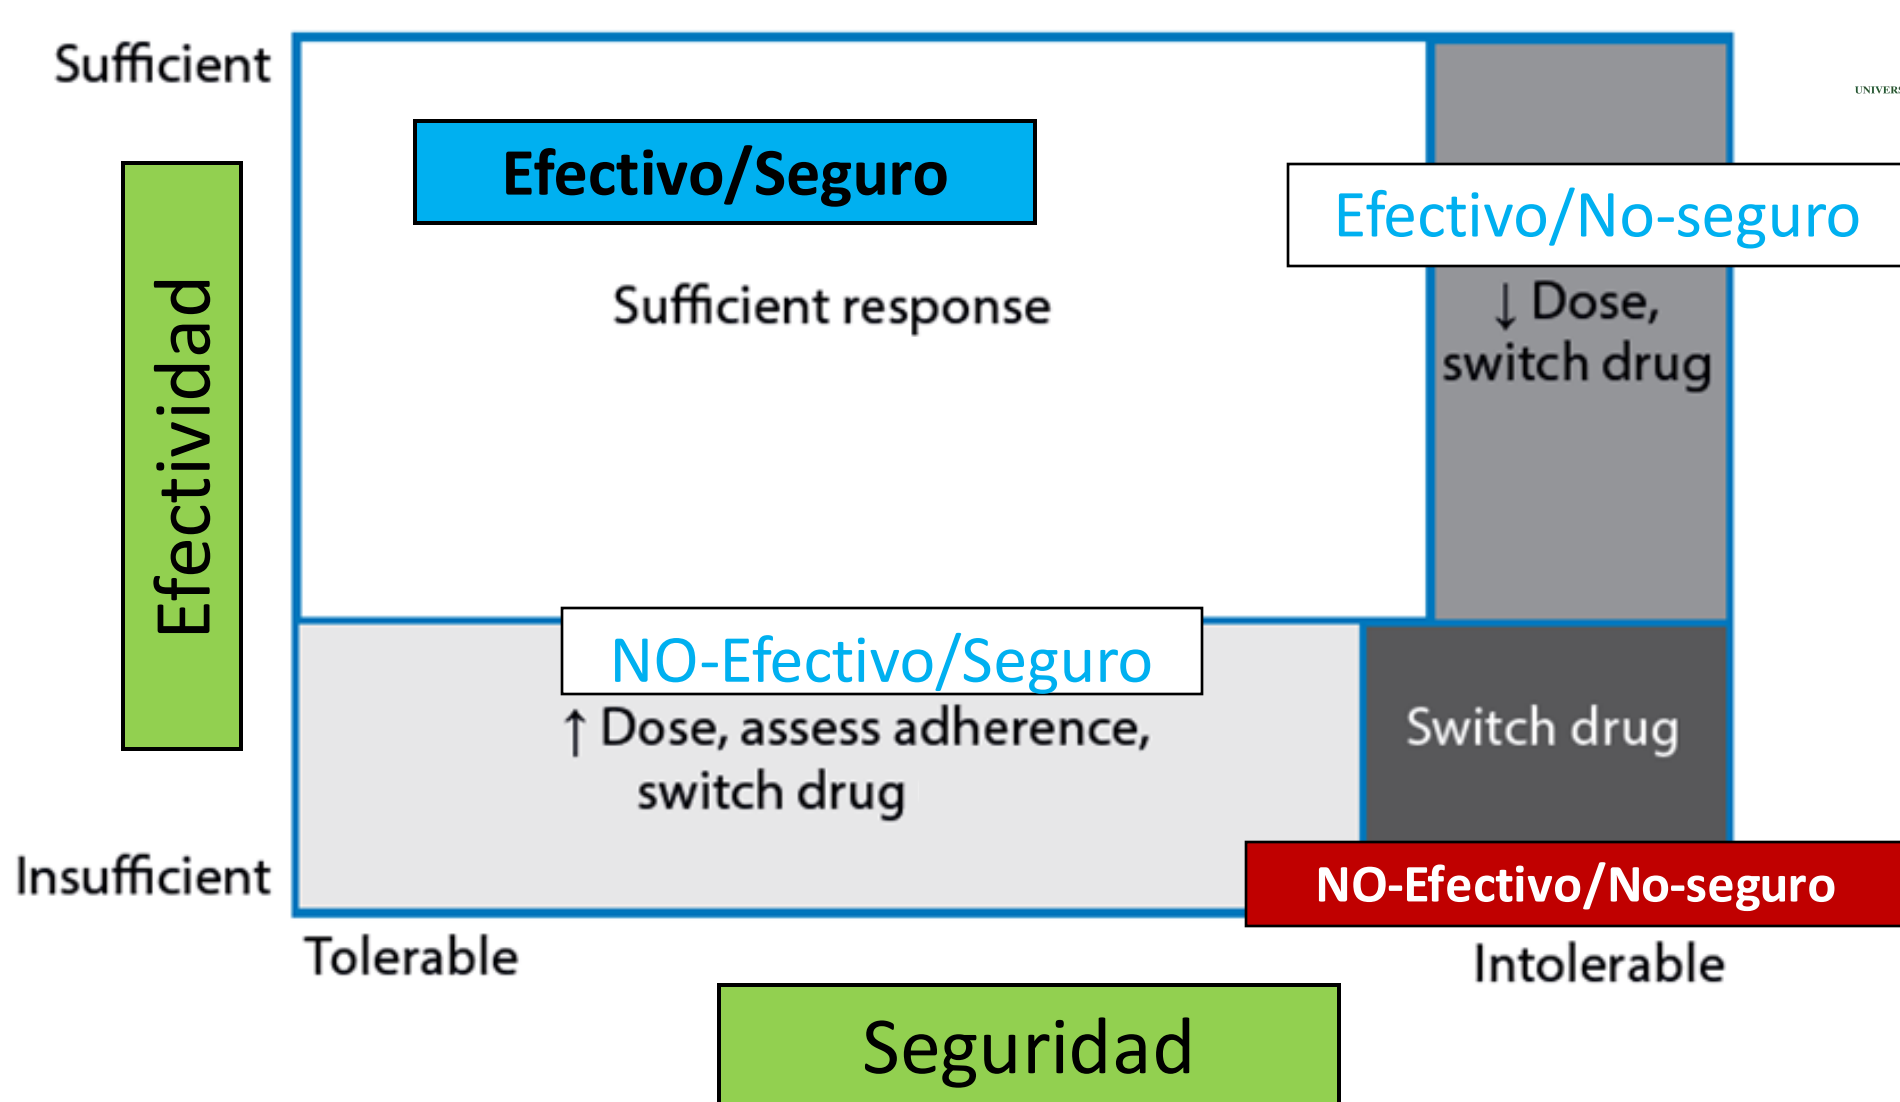 Sufficient
UNIVERS
Efectivo/Seguro
Efectivo/No-seguro
Efectividad
Sufficient response
↓ Dose,
switch drug
NO-Efectivo/Seguro
↑ Dose, assess adherence,
switch drug
Switch drug
Insufficient
NO-Efectivo/No-seguro
Tolerable
Intolerable
Seguridad